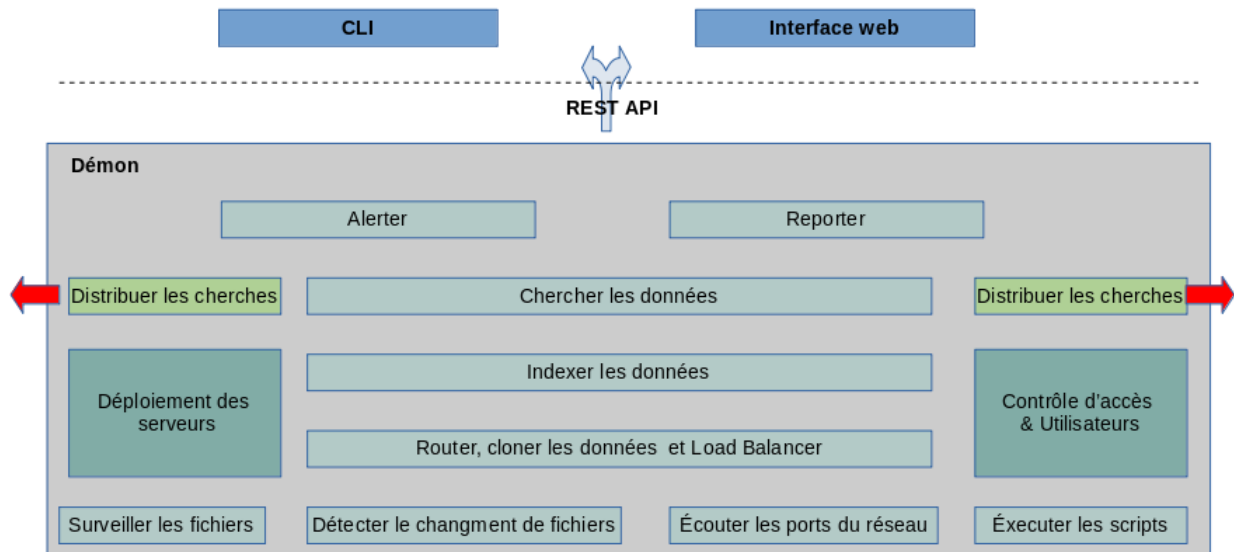 CLI
Interface web
REST API
Démon
Alerter
Reporter
Distribuer les cherches
Chercher les données
Distribuer les cherches
Indexer les données
Déploiement des
serveurs
Contrôle d'accès
& Utilisateurs
Router, cloner les données et Load Balancer
Surveiller les fichiers
Détecter le changment de fichiers
Écouter les ports du réseau
Éxecuter les scripts